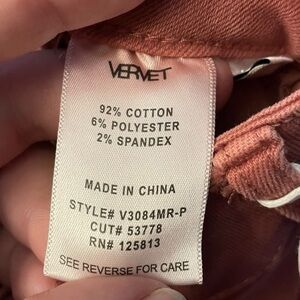 VERVET
92% COTTON
6% POLYESTER
2% SPANDEX
MADE IN CHINA
STYLE# V3084MR-P
CUT# 53778
RN# 125813
SEE REVERSE FOR CARE